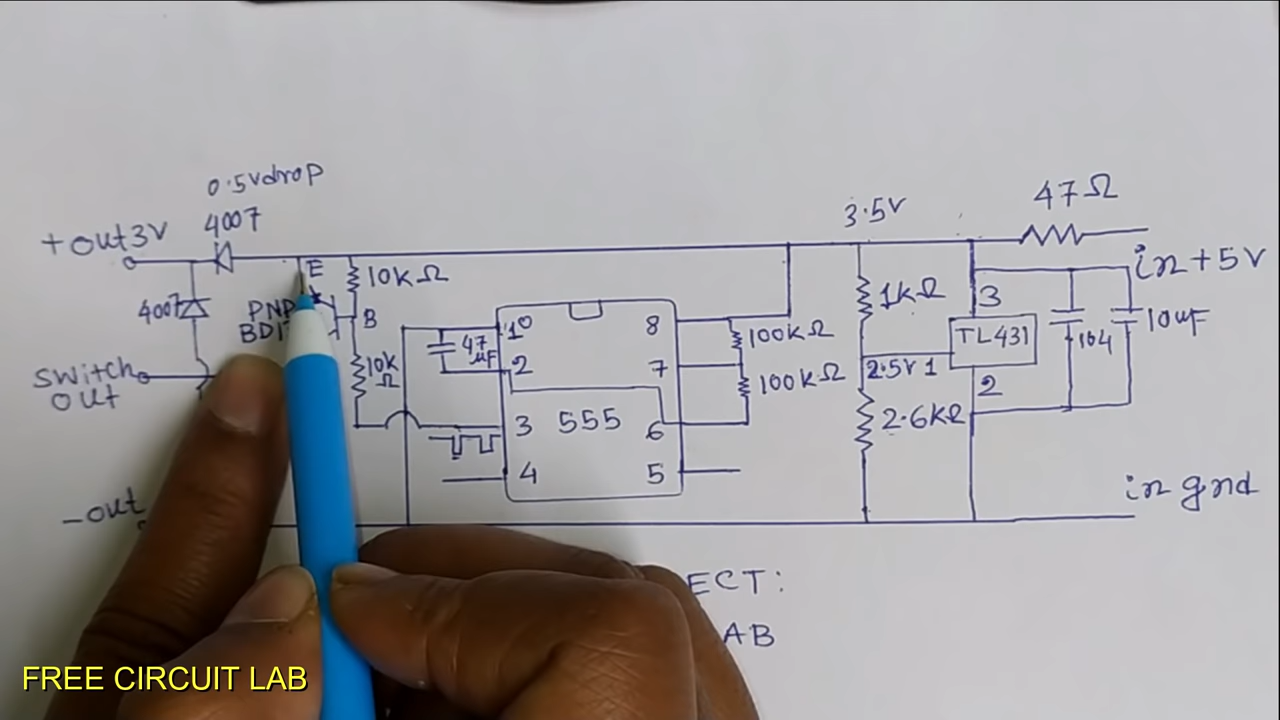 0.5vdrop
4007
+out3V
4007
PNP
E
10KΩ
B
10K
Ω
Switch
out
-out
47
µF
1
2
3
4
555
8
7
6
5
100KΩ
100KΩ
3.5V
1KΩ
2.5V 1
2.6KΩ
47Ω
in+5V
3
TL431
2
104
10uF
in gnd
ECT:
AB
FREE CIRCUIT LAB